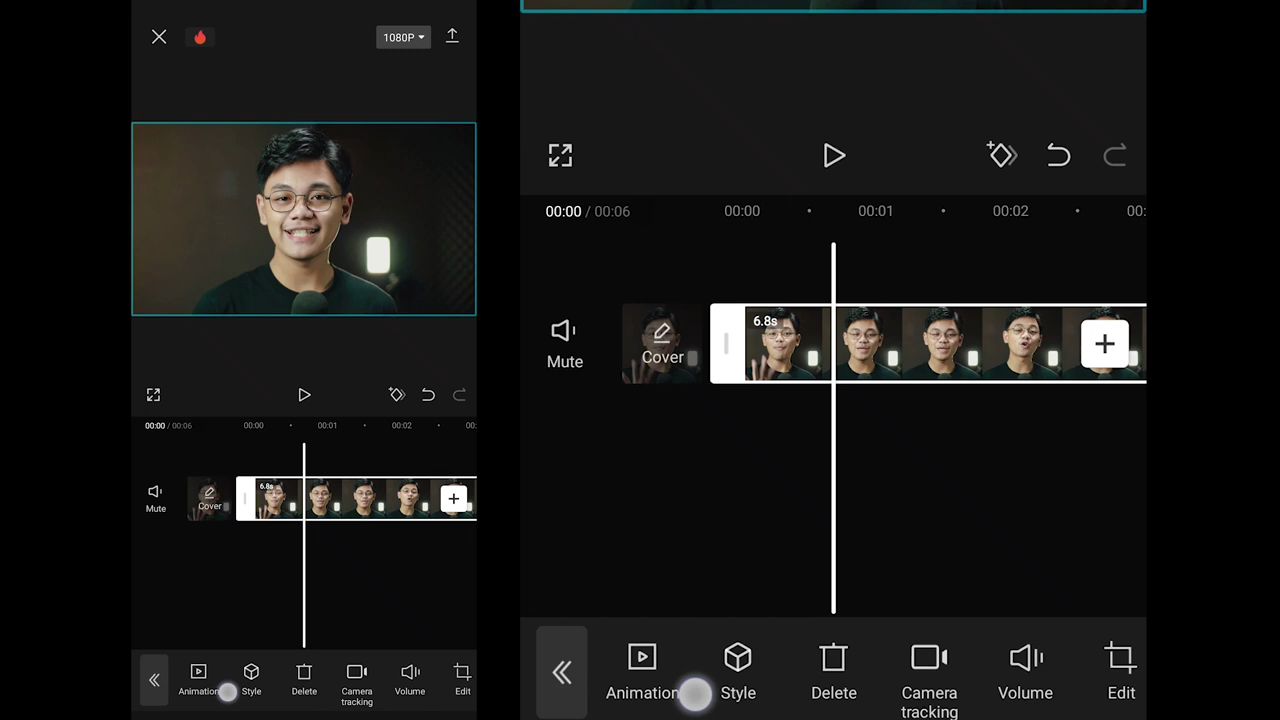 1080P
00:00 / 00:06
00:00
00:01
00:02
00:
Mute
Cover
6.8s
Animation
Style
Delete
Camera
tracking
Volume
Edit
00:00 / 00:06
00:00
00:01
00:02
00:
Mute
Cover
6.8s
Animation
Style
Delete
Camera
tracking
Volume
Edit